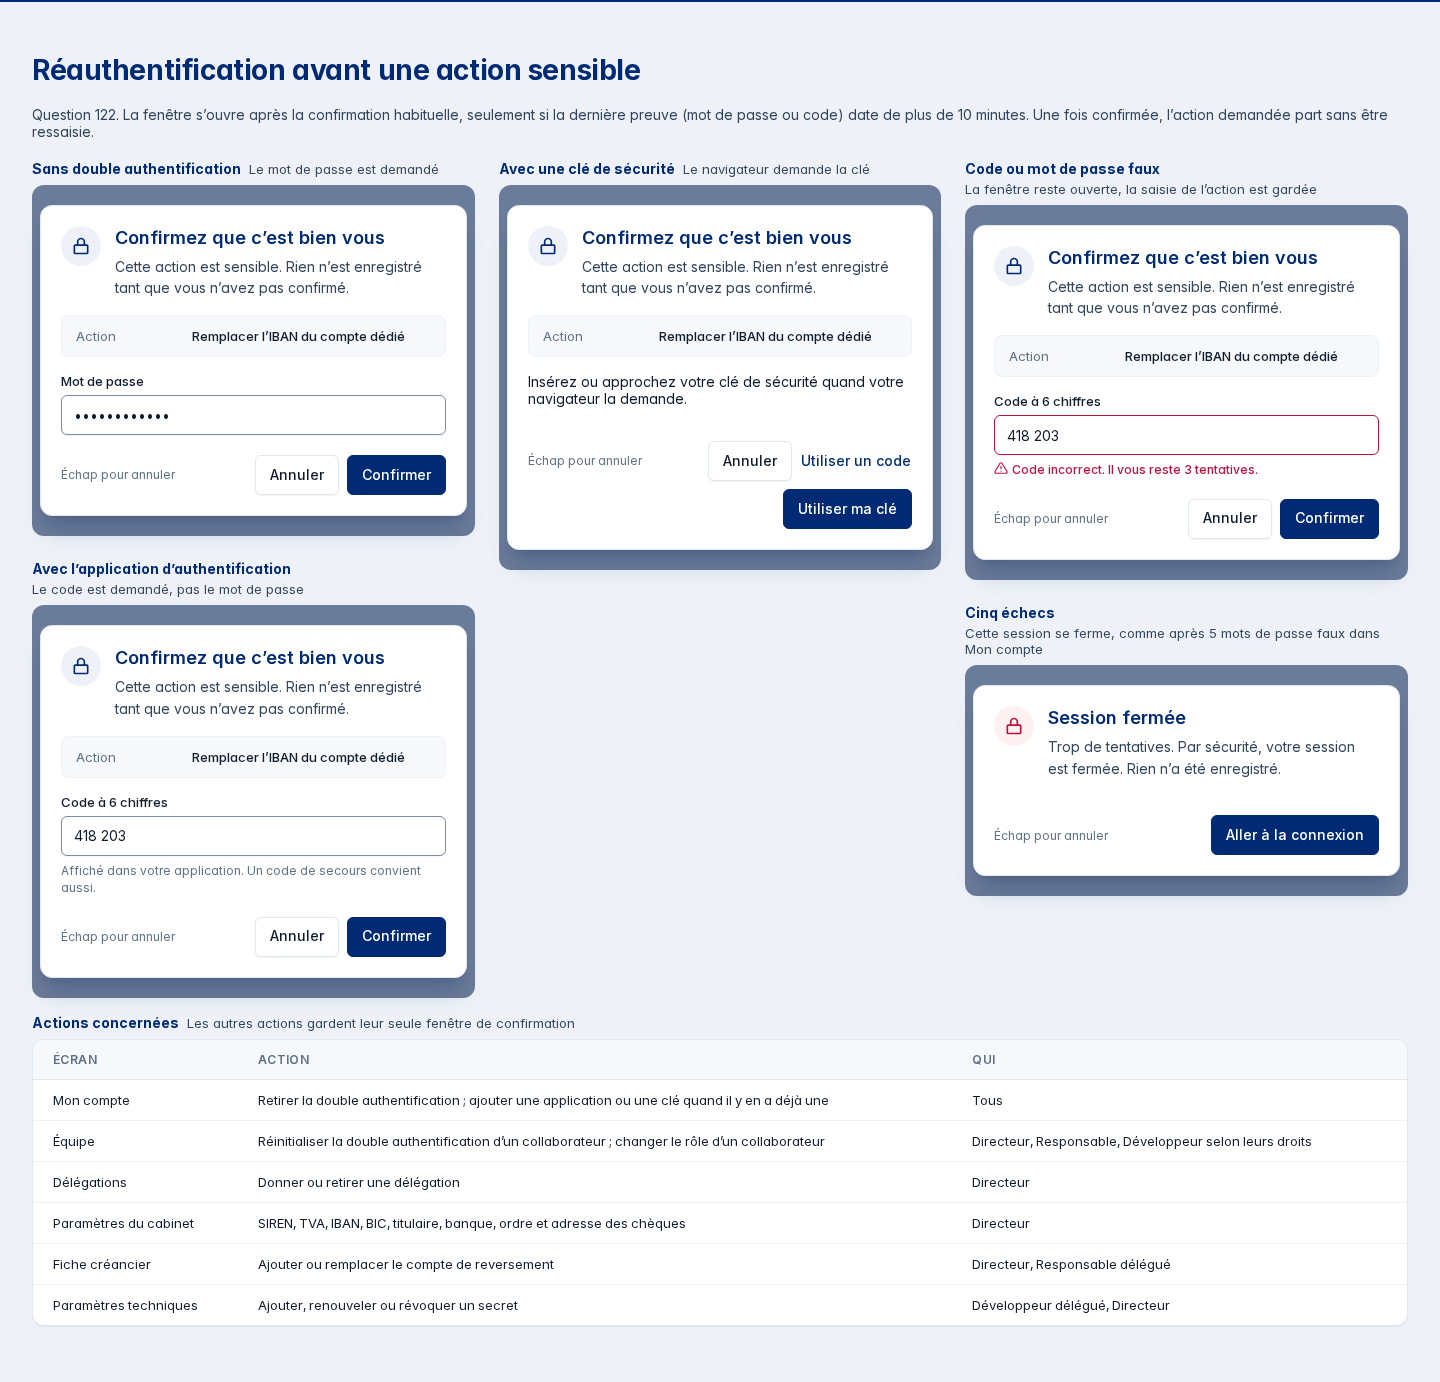 Réauthentification avant une action sensible
Question 122. La fenêtre s’ouvre après la confirmation habituelle, seulement si la dernière preuve (mot de passe ou code) date de plus de 10 minutes. Une fois confirmée, l’action demandée part sans être
ressaisie.
Sans double authentification Le mot de passe est demandé
Confirmez que c’est bien vous
Cette action est sensible. Rien n’est enregistré
tant que vous n’avez pas confirmé.
Action Remplacer l’IBAN du compte dédié
Mot de passe
••••••••••••
Échap pour annuler Annuler Confirmer
Avec l’application d’authentification
Le code est demandé, pas le mot de passe
Confirmez que c’est bien vous
Cette action est sensible. Rien n’est enregistré
tant que vous n’avez pas confirmé.
Action Remplacer l’IBAN du compte dédié
Code à 6 chiffres
418 203
Affiché dans votre application. Un code de secours convient
aussi.
Échap pour annuler Annuler Confirmer
Avec une clé de sécurité Le navigateur demande la clé
Confirmez que c’est bien vous
Cette action est sensible. Rien n’est enregistré
tant que vous n’avez pas confirmé.
Action Remplacer l’IBAN du compte dédié
Insérez ou approchez votre clé de sécurité quand votre
navigateur la demande.
Échap pour annuler Annuler Utiliser un code
Utiliser ma clé
Code ou mot de passe faux
La fenêtre reste ouverte, la saisie de l’action est gardée
Confirmez que c’est bien vous
Cette action est sensible. Rien n’est enregistré
tant que vous n’avez pas confirmé.
Action Remplacer l’IBAN du compte dédié
Code à 6 chiffres
418 203
Code incorrect. Il vous reste 3 tentatives.
Échap pour annuler Annuler Confirmer
Cinq échecs
Cette session se ferme, comme après 5 mots de passe faux dans
Mon compte
Session fermée
Trop de tentatives. Par sécurité, votre session
est fermée. Rien n’a été enregistré.
Échap pour annuler Aller à la connexion
Actions concernées Les autres actions gardent leur seule fenêtre de confirmation
ÉCRAN ACTION QUI
Mon compte Retirer la double authentification ; ajouter une application ou une clé quand il y en a déjà une Tous
Équipe Réinitialiser la double authentification d’un collaborateur ; changer le rôle d’un collaborateur Directeur, Responsable, Développeur selon leurs droits
Délégations Donner ou retirer une délégation Directeur
Paramètres du cabinet SIREN, TVA, IBAN, BIC, titulaire, banque, ordre et adresse des chèques Directeur
Fiche créancier Ajouter ou remplacer le compte de reversement Directeur, Responsable délégué
Paramètres techniques Ajouter, renouveler ou révoquer un secret Développeur délégué, Directeur